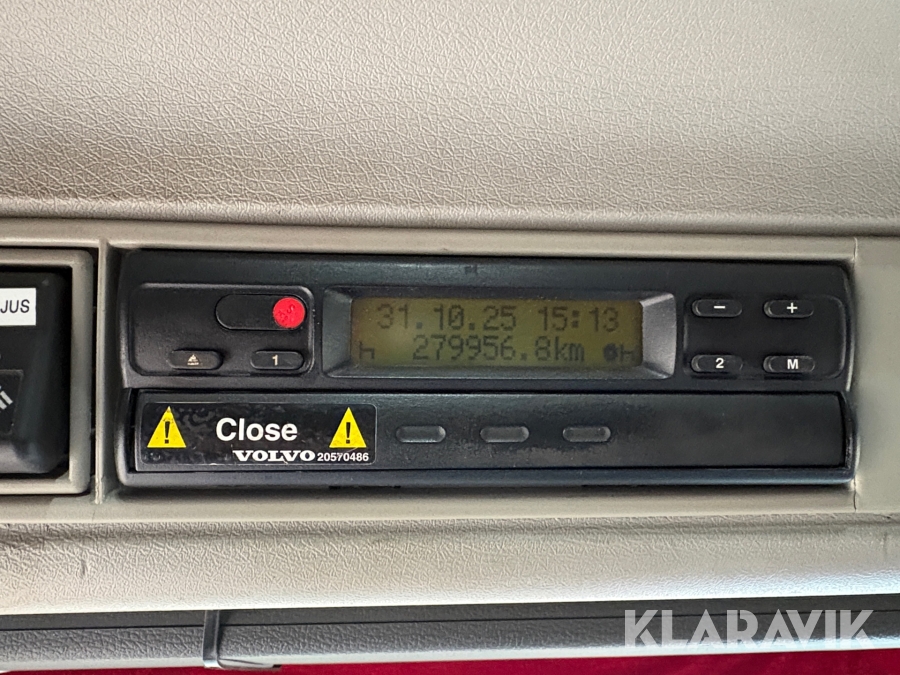 JUS
31.10.25 15:13
279956.8km
1
−
+
2
M
Close
VOLVO 20570486
KLARAVIK